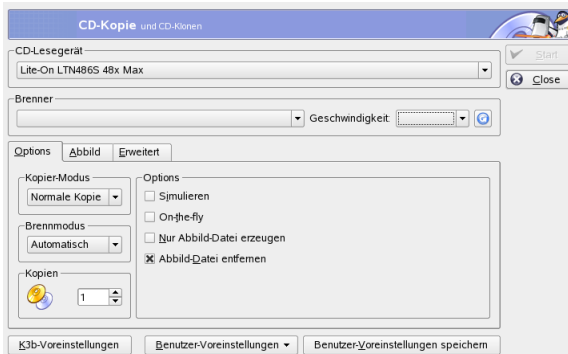 CD-Kopie und CD-Klonen
CD-Lesegerät
Start
Lite-On LTN486S 48x Max
Close
Brenner
Geschwindigkeit:
Options Abbild Erweitert
Kopier-Modus
Normale Kopie
Brennmodus
Automatisch
Kopien
1
Options
Simulieren
On-the-fly
Nur Abbild-Datei erzeugen
Abbild-Datei entfernen
K3b-Voreinstellungen Benutzer-Voreinstellungen Benutzer-Voreinstellungen speichern